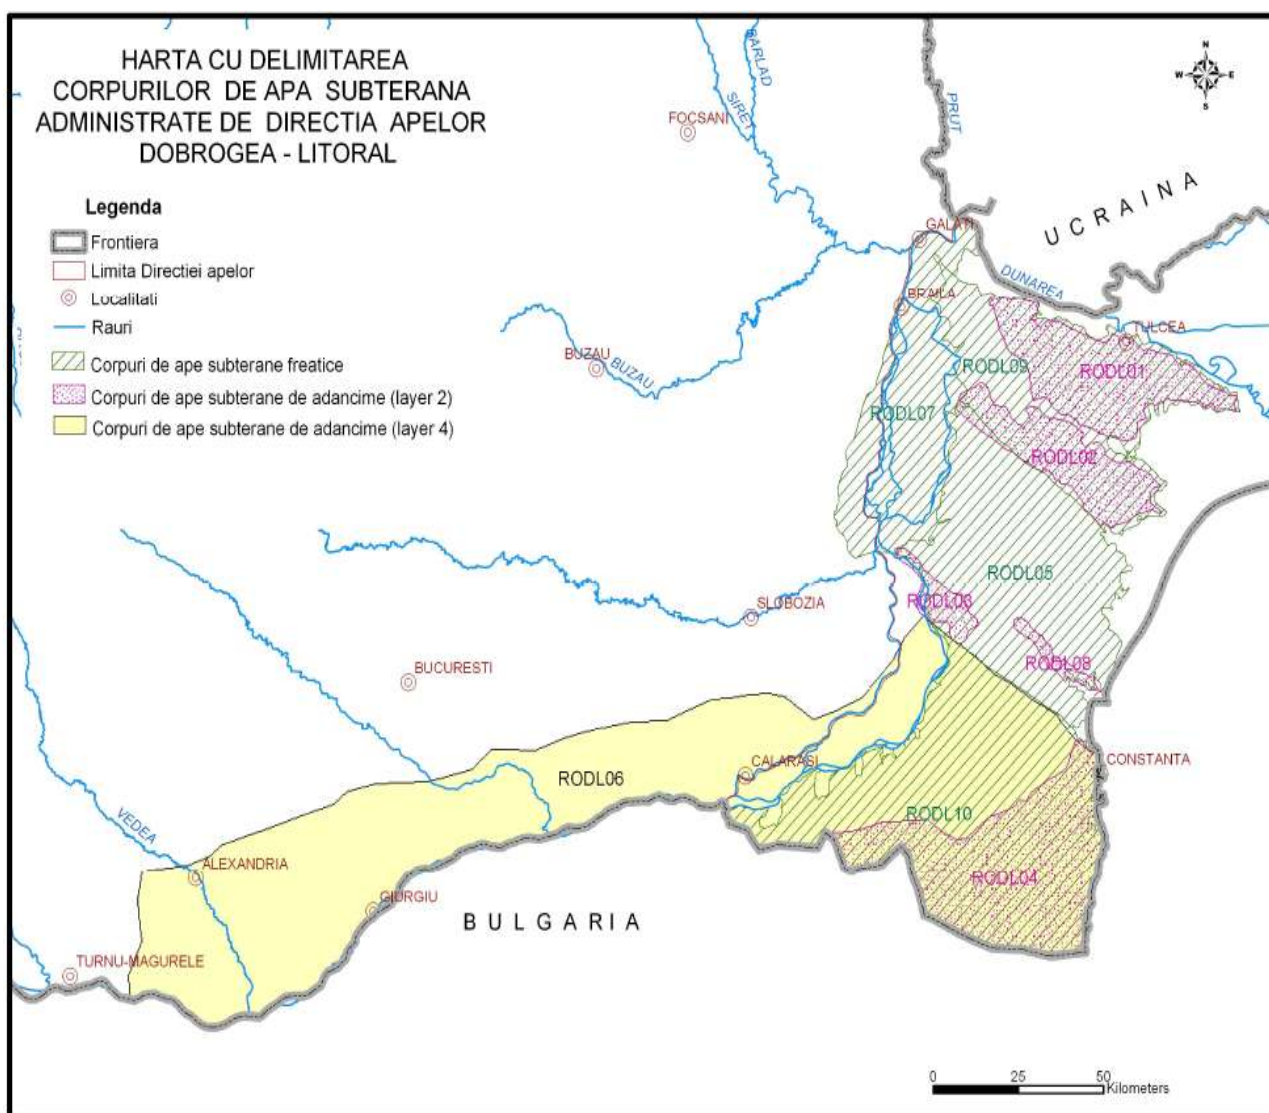 HARTA CU DELIMITAREA
CORPURILOR DE APA SUBTERANA
ADMINISTRATE DE DIRECTIA APELOR
DOBROGEA - LITORAL
Legenda
Frontiera
Limita Directiei apelor
Localitati
Rauri
Corpuri de ape subterane freatice
Corpuri de ape subterane de adancime (layer 2)
Corpuri de ape subterane de adancime (layer 4)
N
W E
S
BARLAD
SIRET
PRUT
FOCSANI
UCRAINA
GALATI
DUNAREA
BRAILA
TULCEA
BUZAU
BUZAU
RODL09
RODL01
RODL07
RODL02
RODL05
RODL03
SLOBOZIA
RODL08
BUCURESTI
CONSTANTA
CALARASI
RODL06
RODL10
VEDEA
ALEXANDRIA
RODL04
GIURGIU
BULGARIA
TURNU-MAGURELE
0 25 50
Kilometers